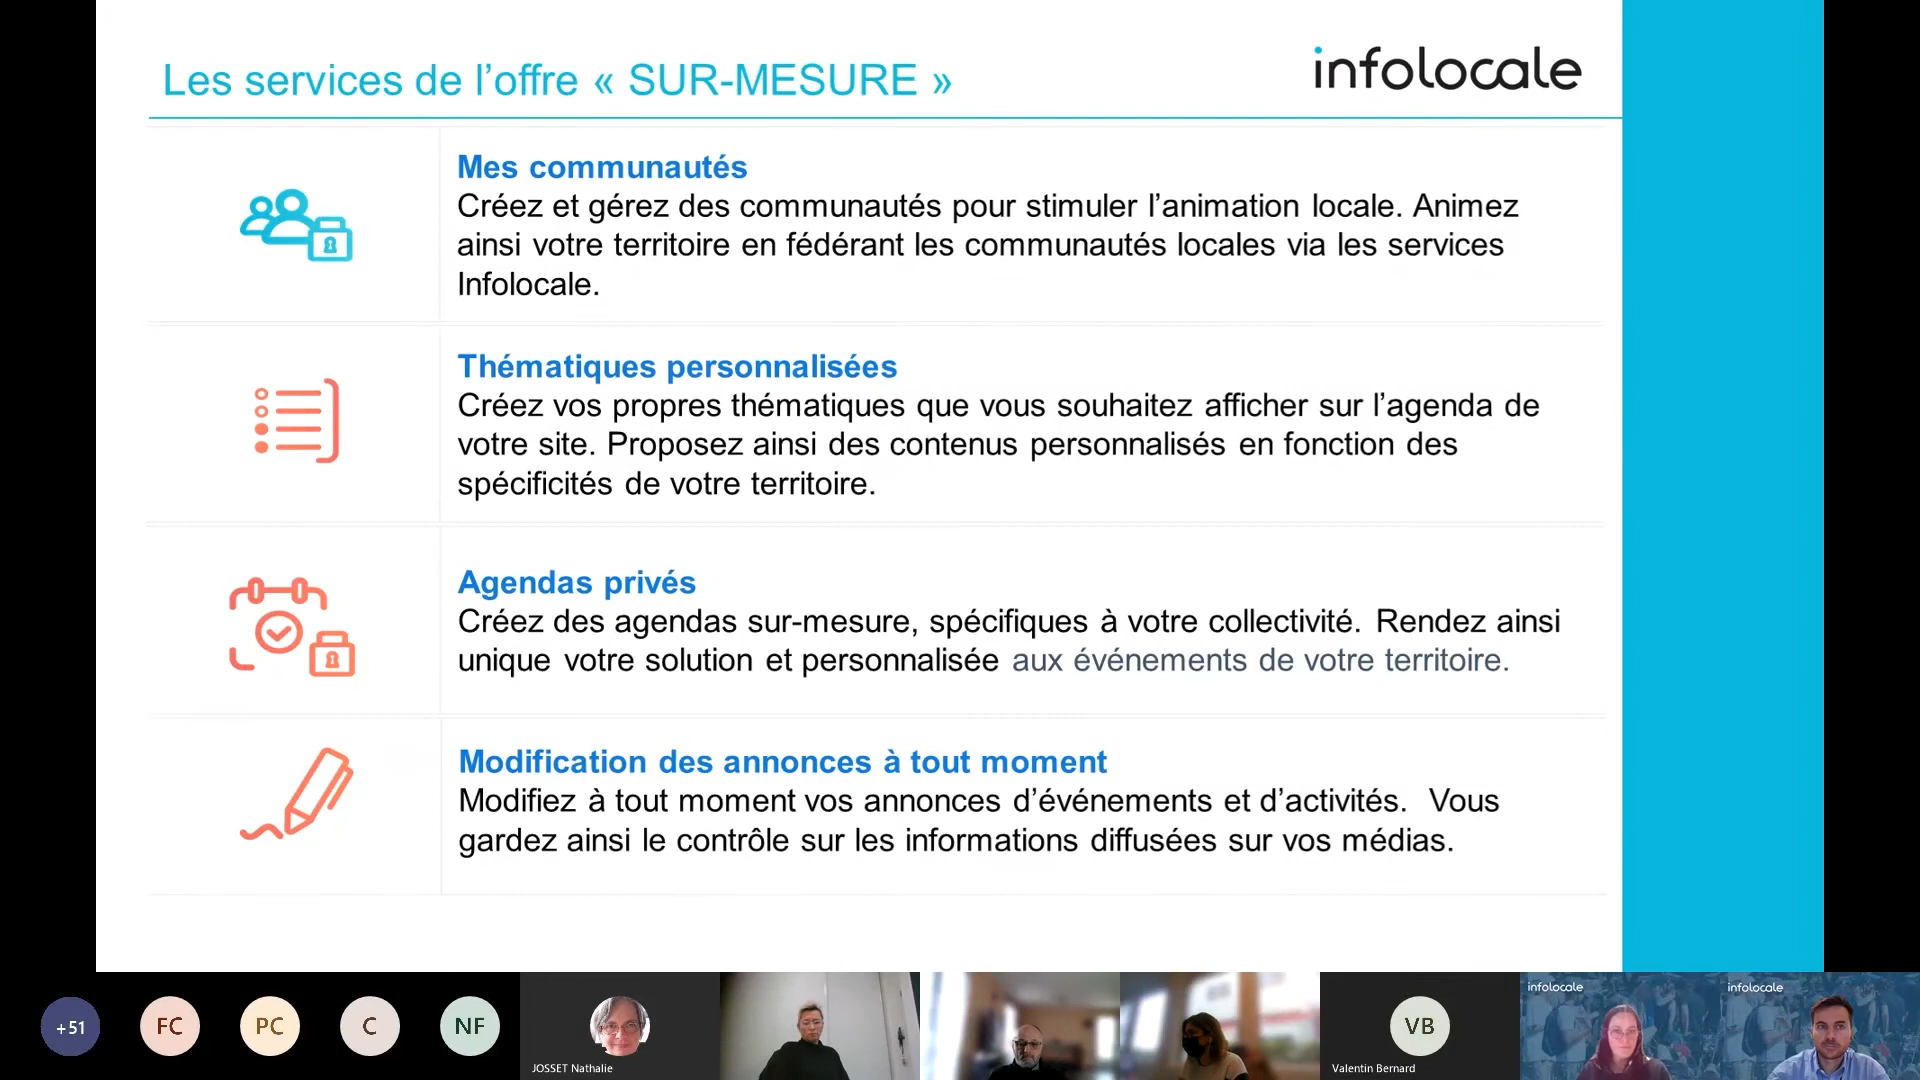 Les services de l’offre « SUR-MESURE »
infolocale
Mes communautés
Créez et gérez des communautés pour stimuler l’animation locale. Animez
ainsi votre territoire en fédérant les communautés locales via les services
Infolocale.
Thématiques personnalisées
Créez vos propres thématiques que vous souhaitez afficher sur l’agenda de
votre site. Proposez ainsi des contenus personnalisés en fonction des
spécificités de votre territoire.
Agendas privés
Créez des agendas sur-mesure, spécifiques à votre collectivité. Rendez ainsi
unique votre solution et personnalisée aux événements de votre territoire.
Modification des annonces à tout moment
Modifiez à tout moment vos annonces d’événements et d’activités. Vous
gardez ainsi le contrôle sur les informations diffusées sur vos médias.
+51
FC
PC
C
NF
JOSSET Nathalie
VB
Valentin Bernard
infolocale
infolocale